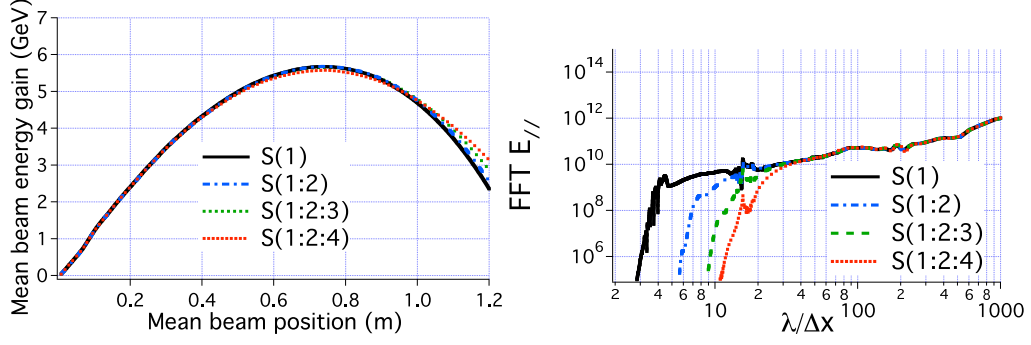 Mean beam energy gain (GeV)
7
6
5
4
3
2
1
0
S(1)
S(1:2)
S(1:2:3)
S(1:2:4)
0.2 0.4 0.6 0.8 1.0 1.2
Mean beam position (m)
FFT E//
10^14
10^12
10^10
10^8
10^6
S(1)
S(1:2)
S(1:2:3)
S(1:2:4)
2 4 6 8 10 2 4 6 8 100 2 4 6 8 1000
λ/Δx